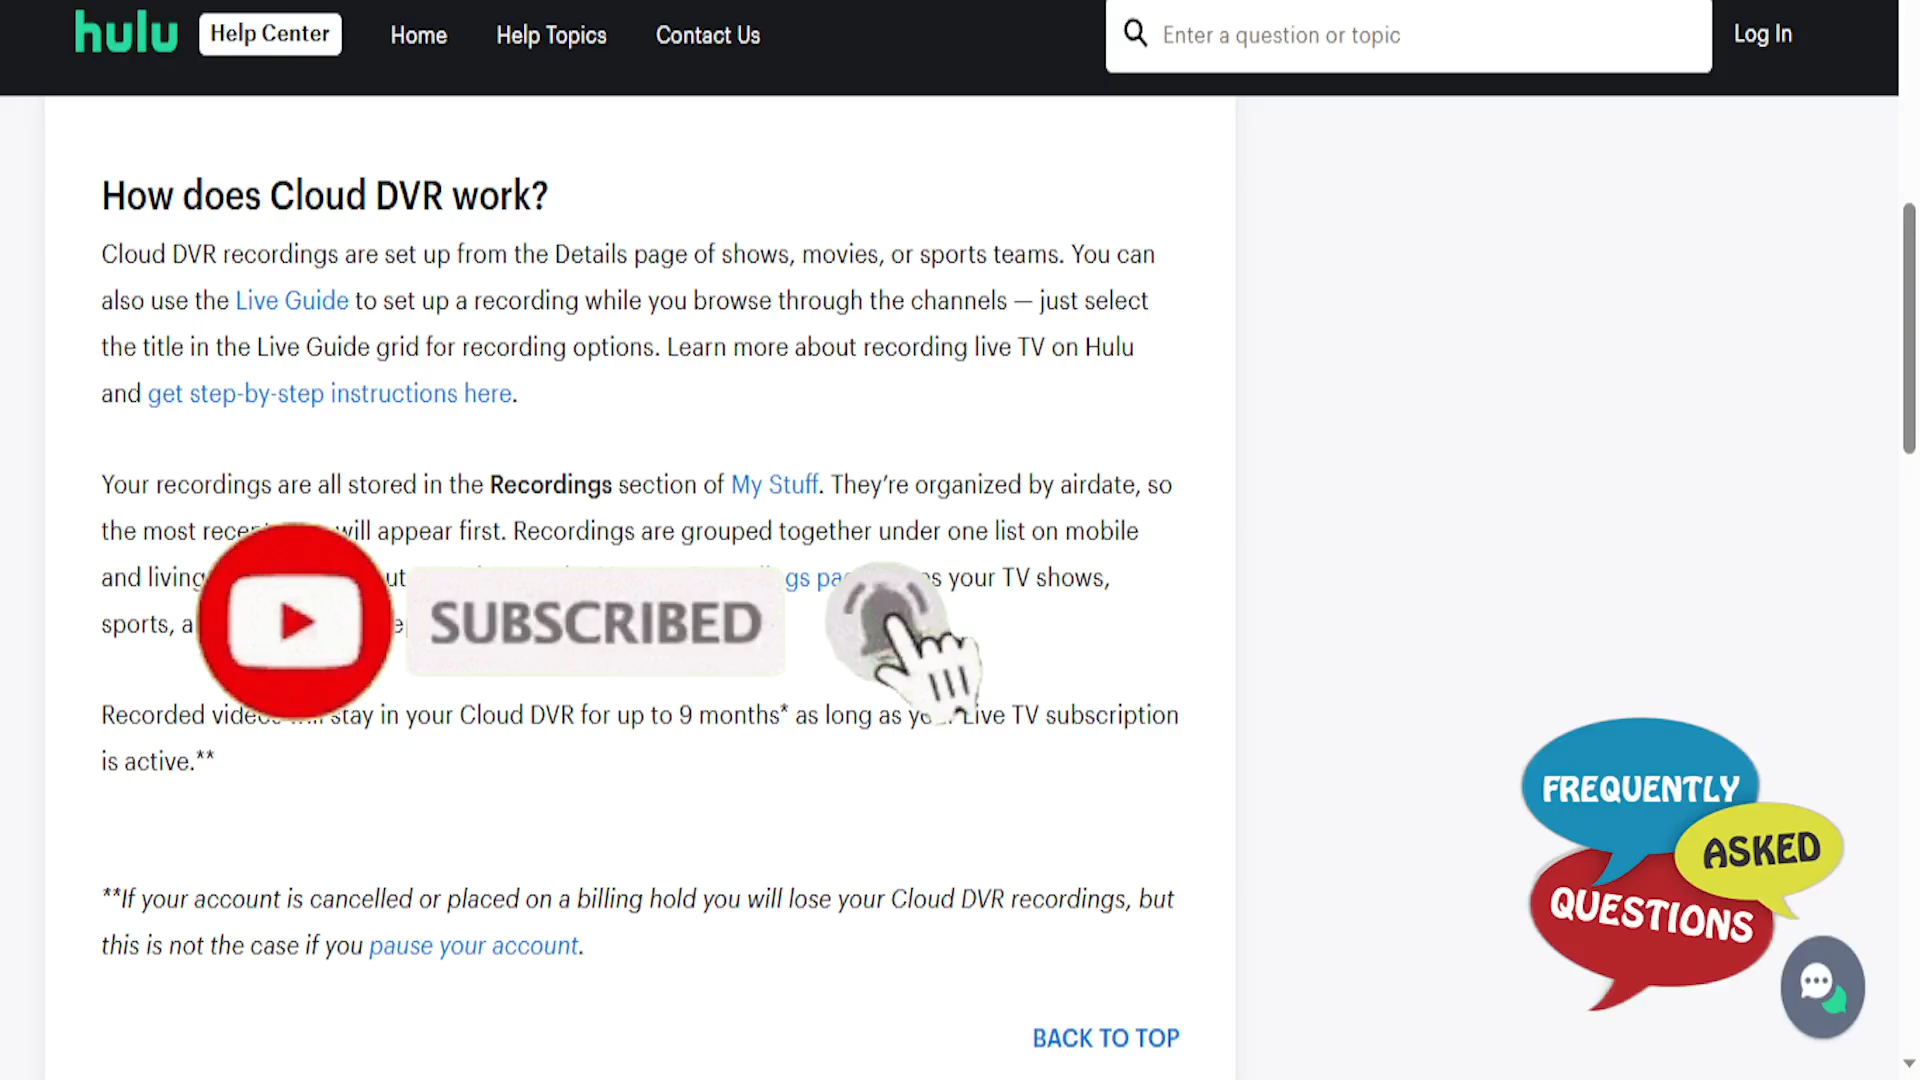 hulu Help Center Home Help Topics Contact Us Enter a question or topic Log In
How does Cloud DVR work?
Cloud DVR recordings are set up from the Details page of shows, movies, or sports teams. You can
also use the Live Guide to set up a recording while you browse through the channels — just select
the title in the Live Guide grid for recording options. Learn more about recording live TV on Hulu
and get step-by-step instructions here.
Your recordings are all stored in the Recordings section of My Stuff. They’re organized by airdate, so
the most will appear first. Recordings are grouped together under one list on mobile
and living your TV shows,
sports,
SUBSCRIBED
Recorded stay in your Cloud DVR for up to 9 months* as long as Live TV subscription
is active.**
**If your account is cancelled or placed on a billing hold you will lose your Cloud DVR recordings, but
this is not the case if you pause your account.
BACK TO TOP
FREQUENTLY
ASKED
QUESTIONS